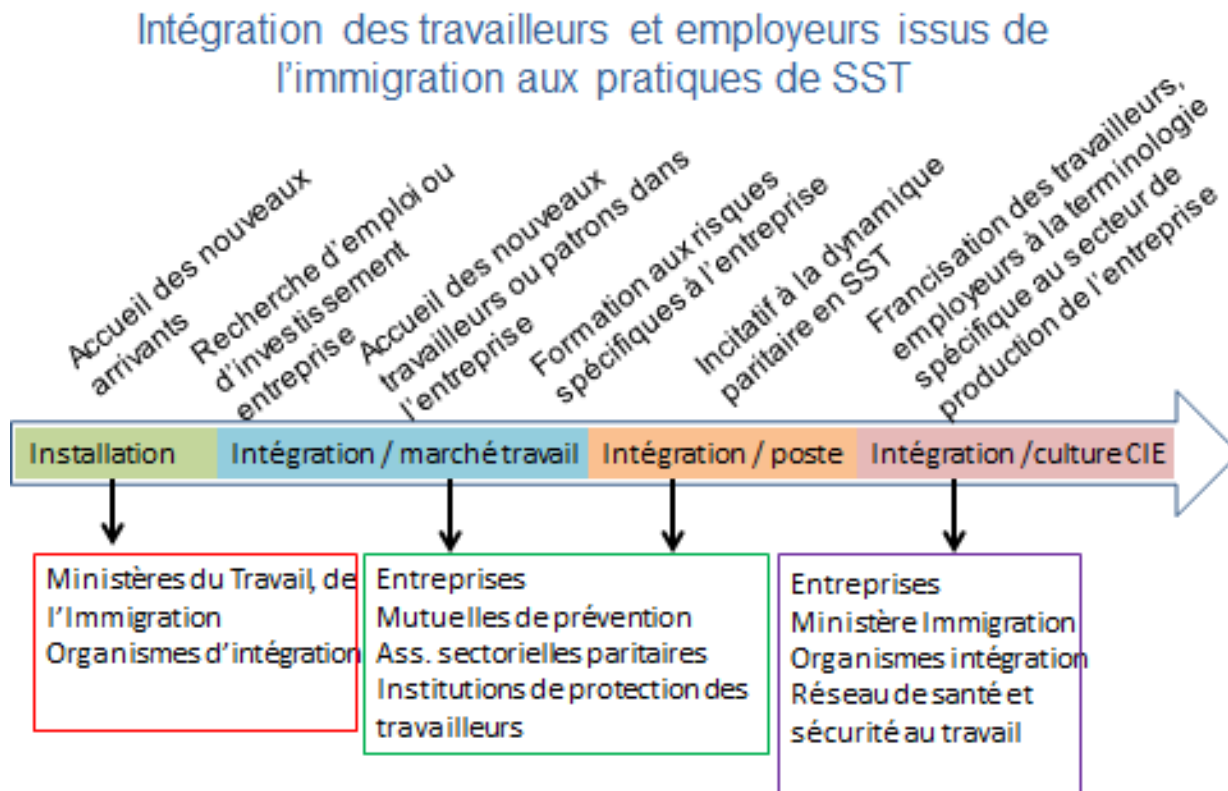 Intégration des travailleurs et employeurs issus de
l'immigration aux pratiques de SST
Accueil des nouveaux
arrivants
Recherche d'emploi ou
d'investissement
entreprise
Accueil des nouveaux
travailleurs ou patrons dans
l'entreprise
Formation aux risques
spécifiques à l'entreprise
Incitatif à la dynamique
paritaire en SST
Francisation des travailleurs,
employeurs à la terminologie
spécifique au secteur de
production de l'entreprise
Installation
Intégration / marché travail
Intégration / poste
Intégration /culture CIE
Ministères du Travail, de
l'Immigration
Organismes d'intégration
Entreprises
Mutuelles de prévention
Ass. sectorielles paritaires
Institutions de protection des
travailleurs
Entreprises
Ministère Immigration
Organismes intégration
Réseau de santé et
sécurité au travail